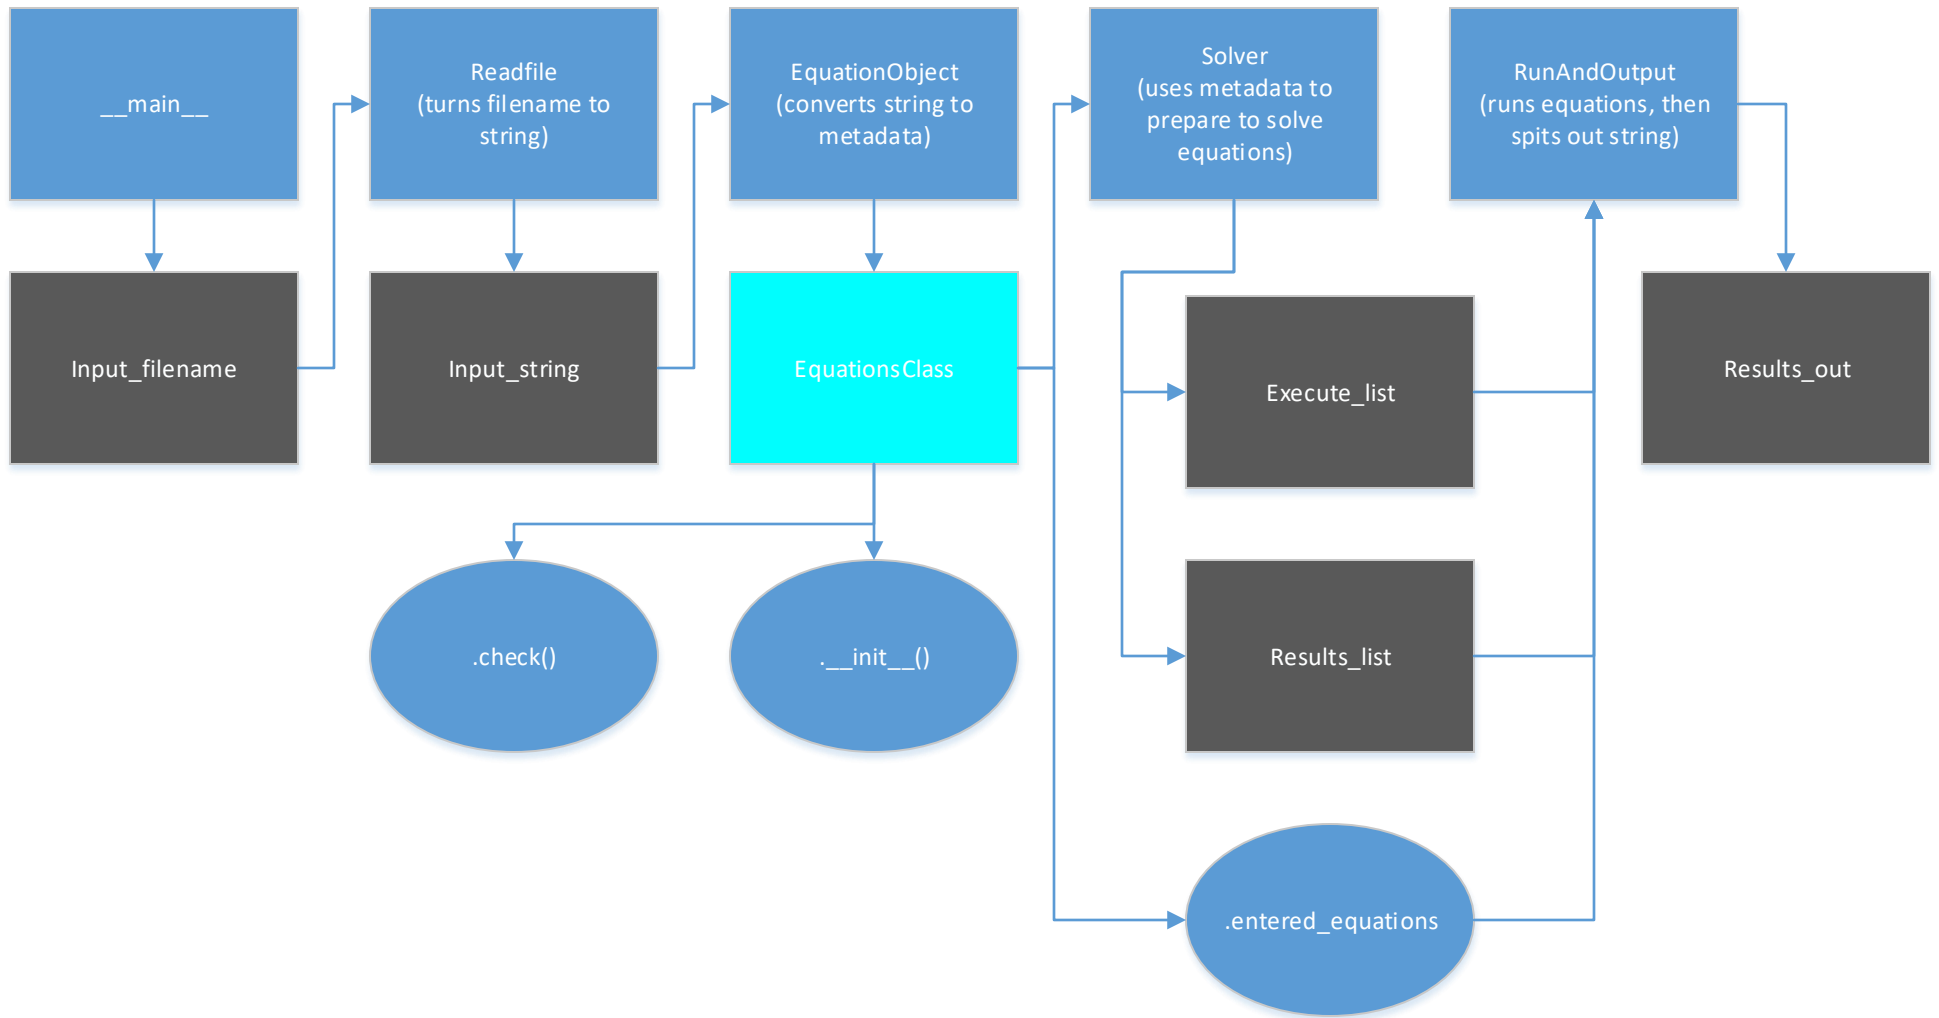 __main__
Readfile
(turns filename to
string)
EquationObject
(converts string to
metadata)
Solver
(uses metadata to
prepare to solve
equations)
RunAndOutput
(runs equations, then
spits out string)
Input_filename
Input_string
EquationsClass
Execute_list
Results_out
.check()
.__init__()
Results_list
.entered_equations